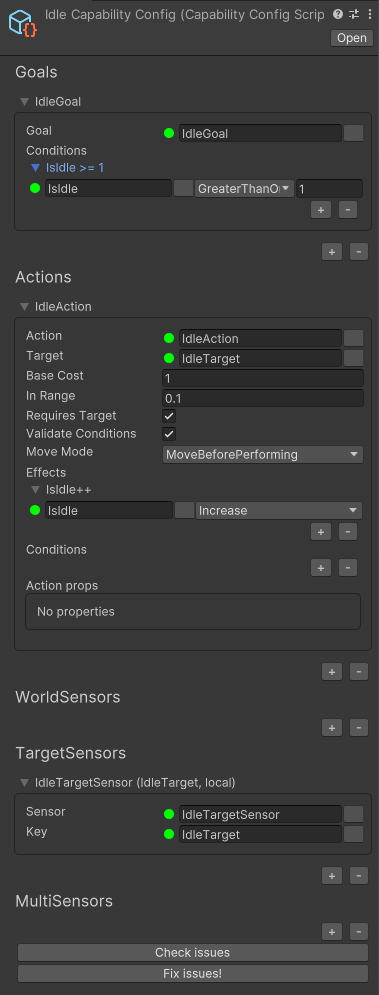 Idle Capability Config (Capability Config Scrip
Open
Goals
IdleGoal
Goal IdleGoal
Conditions
IsIdle >= 1
IsIdle GreaterThanOr 1
+ -
+ -
Actions
IdleAction
Action IdleAction
Target IdleTarget
Base Cost 1
In Range 0.1
Requires Target
Validate Conditions
Move Mode MoveBeforePerforming
Effects
IsIdle++
IsIdle Increase
+ -
Conditions
+ -
Action props
No properties
+ -
WorldSensors
+ -
TargetSensors
IdleTargetSensor (IdleTarget, local)
Sensor IdleTargetSensor
Key IdleTarget
+ -
MultiSensors
+ -
Check issues
Fix issues!